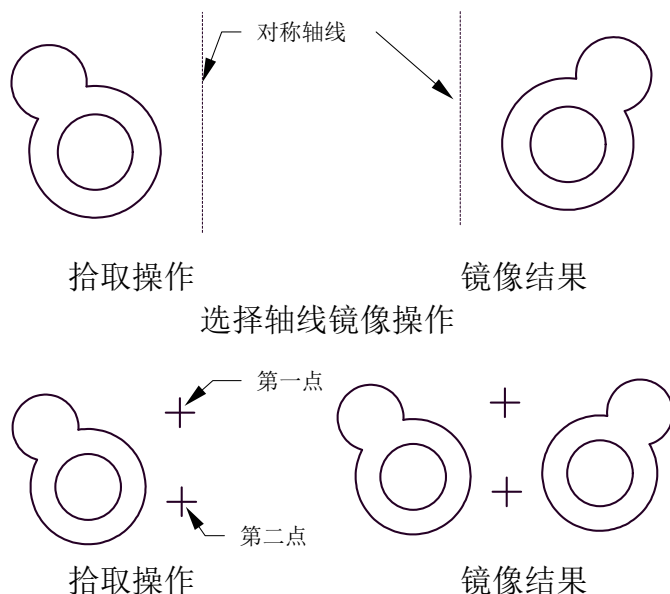 对称轴线
拾取操作
镜像结果
选择轴线镜像操作
第一点
第二点
拾取操作
镜像结果